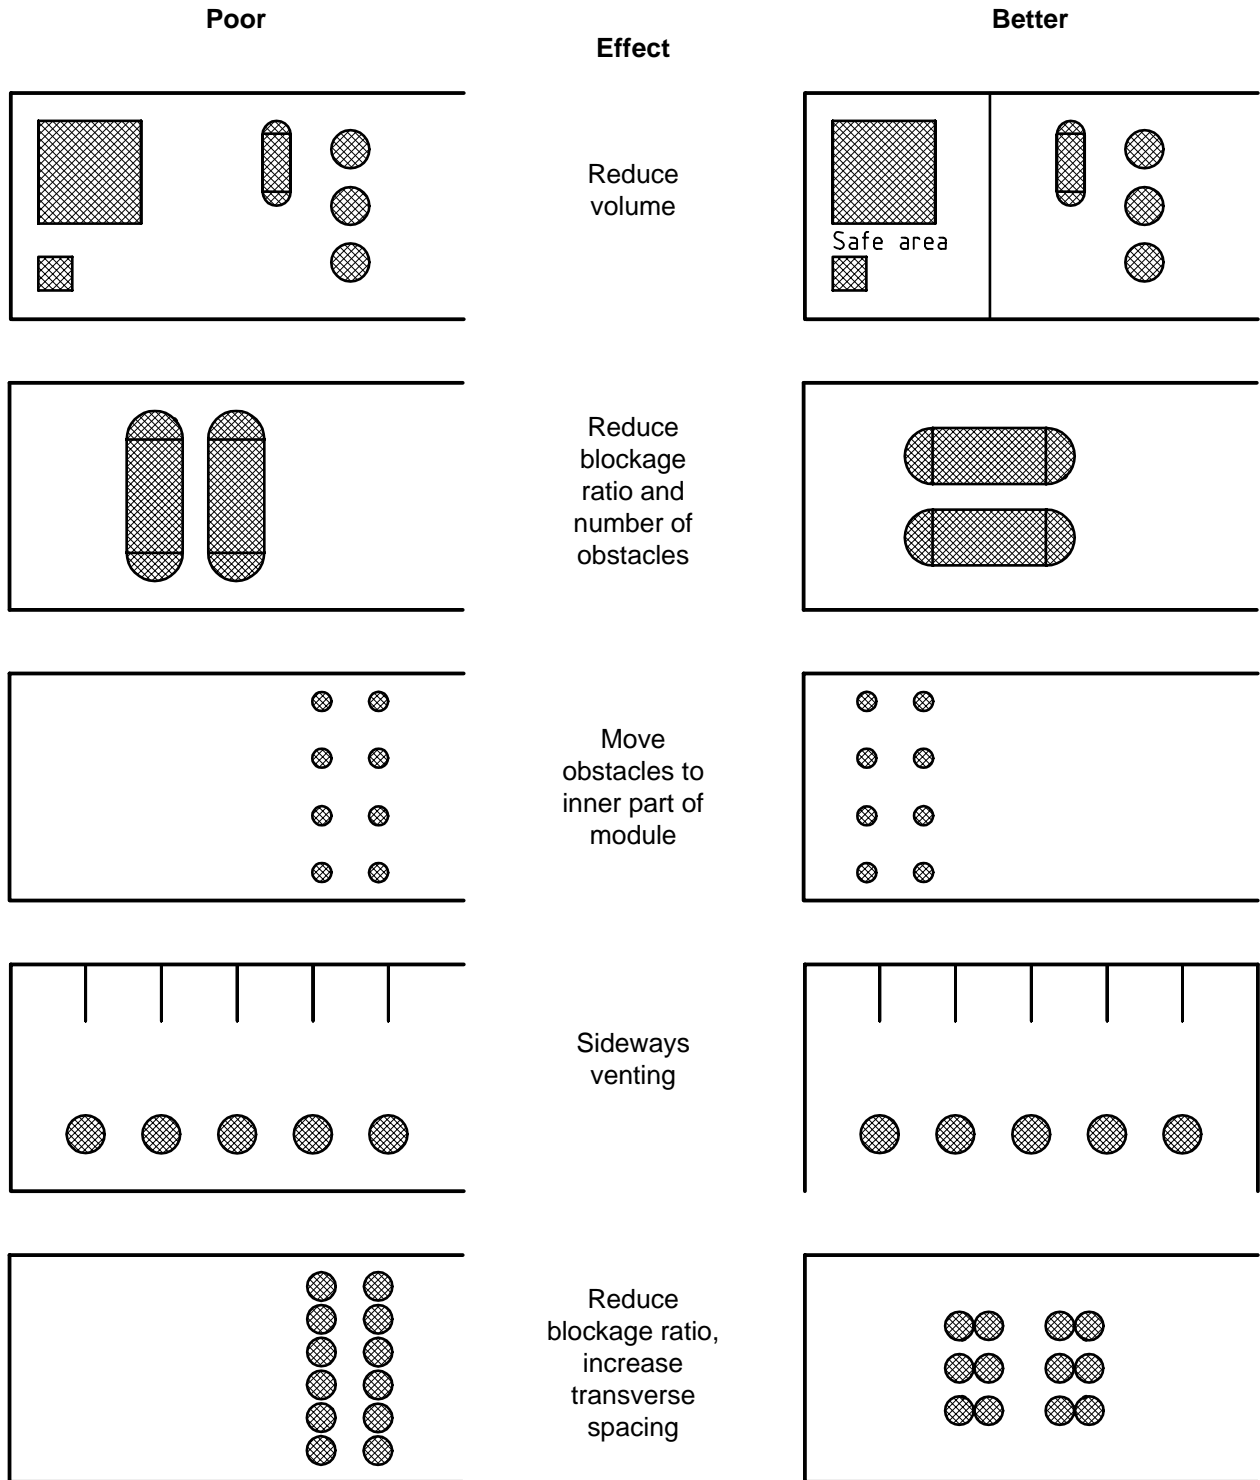 Poor
Better
Effect
Reduce
volume
Safe area
Reduce
blockage
ratio and
number of
obstacles
Move
obstacles to
inner part of
module
Sideways
venting
Reduce
blockage ratio,
increase
transverse
spacing